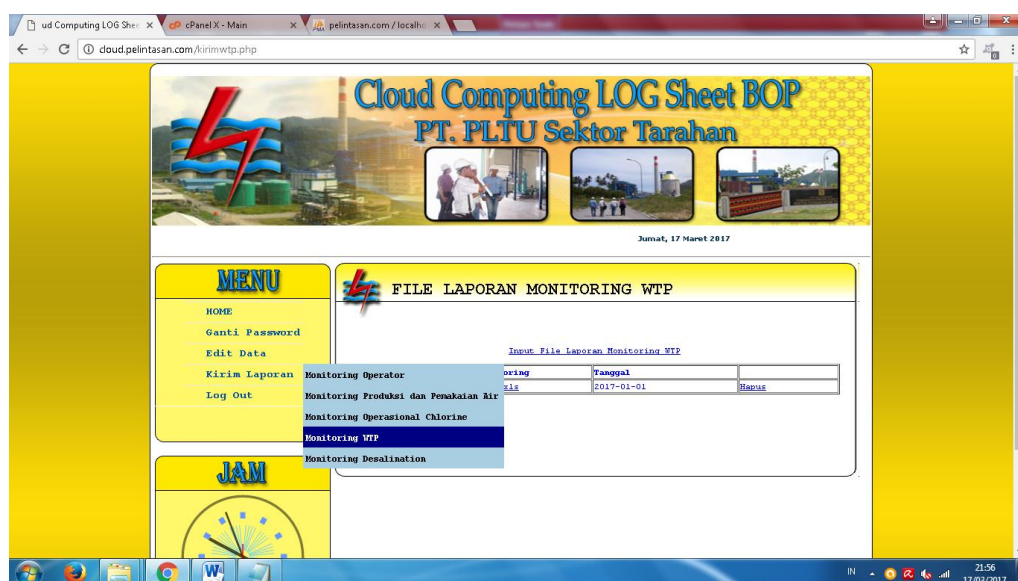 ud Computing LOG Shee
cPanel X - Main
pelintasan.com / localho
cloud.pelintasan.com/kirimwtp.php
Cloud Computing LOG Sheet BOP
PT. PLTU Sektor Tarahan
Jumat, 17 Maret 2017
MENU
HOME
Ganti Password
Edit Data
Kirim Laporan
Log Out
Monitoring Operator
Monitoring Produksi dan Pemakaian Air
Monitoring Operasional Chlorine
Monitoring WTP
Monitoring Desalination
FILE LAPORAN MONITORING WTP
Input File Laporan Monitoring WTP
oring Tanggal
xls 2017-01-01 Hapus
JAM
IN
21:56
17/03/2017